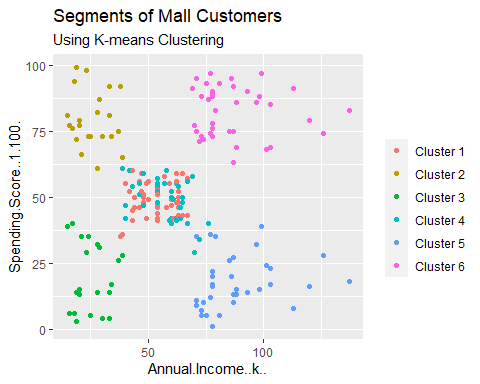 Segments of Mall Customers
Using K-means Clustering
100
75
50
25
0
Spending.Score..1.100.
50
100
Annual.Income..k..
Cluster 1
Cluster 2
Cluster 3
Cluster 4
Cluster 5
Cluster 6